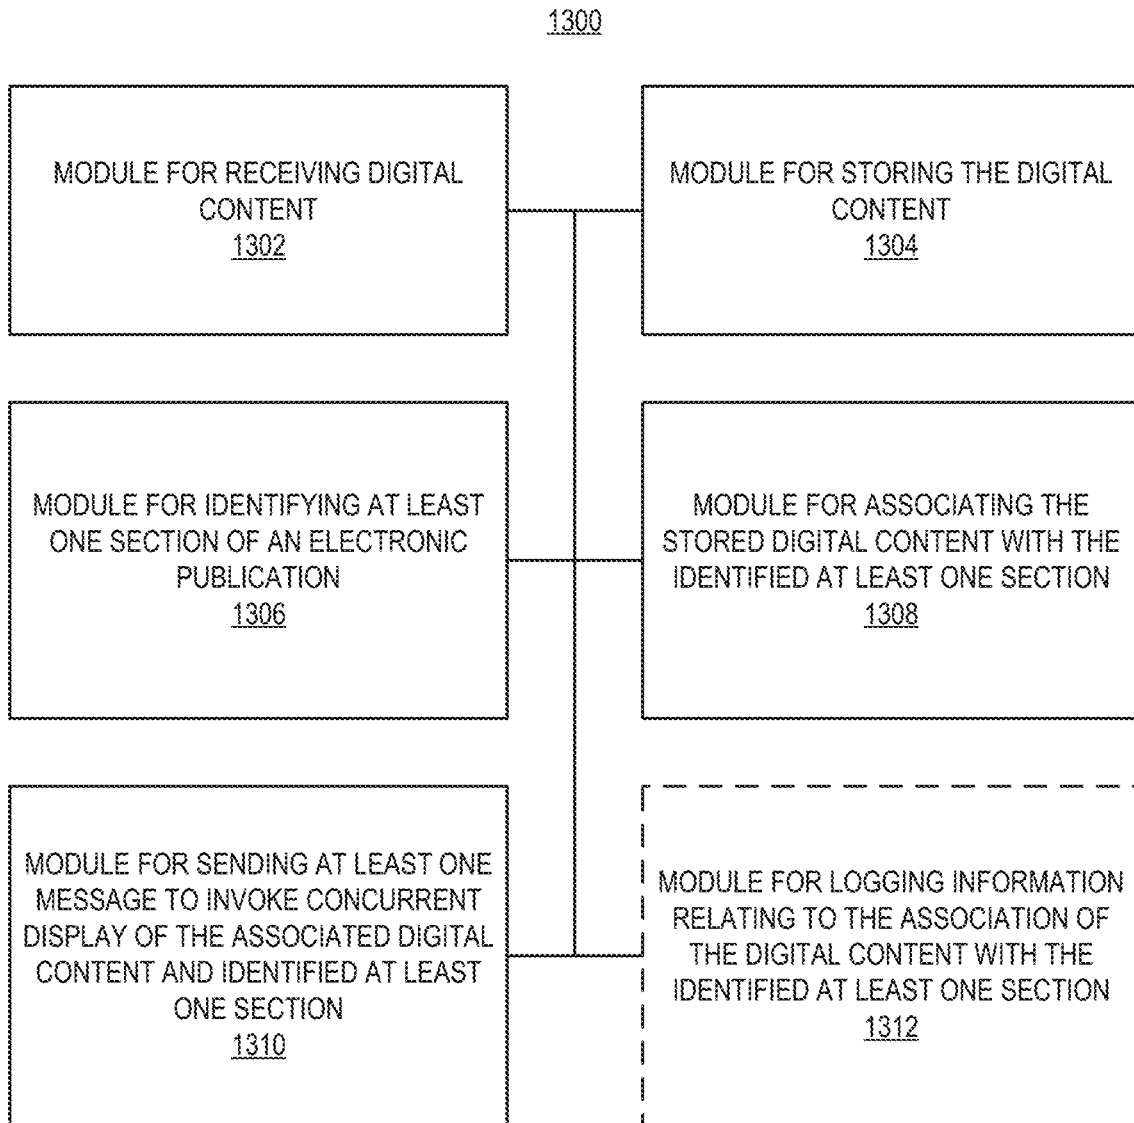 1300
MODULE FOR RECEIVING DIGITAL
CONTENT
1302
MODULE FOR STORING THE DIGITAL
CONTENT
1304
MODULE FOR IDENTIFYING AT LEAST
ONE SECTION OF AN ELECTRONIC
PUBLICATION
1306
MODULE FOR ASSOCIATING THE
STORED DIGITAL CONTENT WITH THE
IDENTIFIED AT LEAST ONE SECTION
1308
MODULE FOR SENDING AT LEAST ONE
MESSAGE TO INVOKE CONCURRENT
DISPLAY OF THE ASSOCIATED DIGITAL
CONTENT AND IDENTIFIED AT LEAST
ONE SECTION
1310
MODULE FOR LOGGING INFORMATION
RELATING TO THE ASSOCIATION OF
THE DIGITAL CONTENT WITH THE
IDENTIFIED AT LEAST ONE SECTION
1312